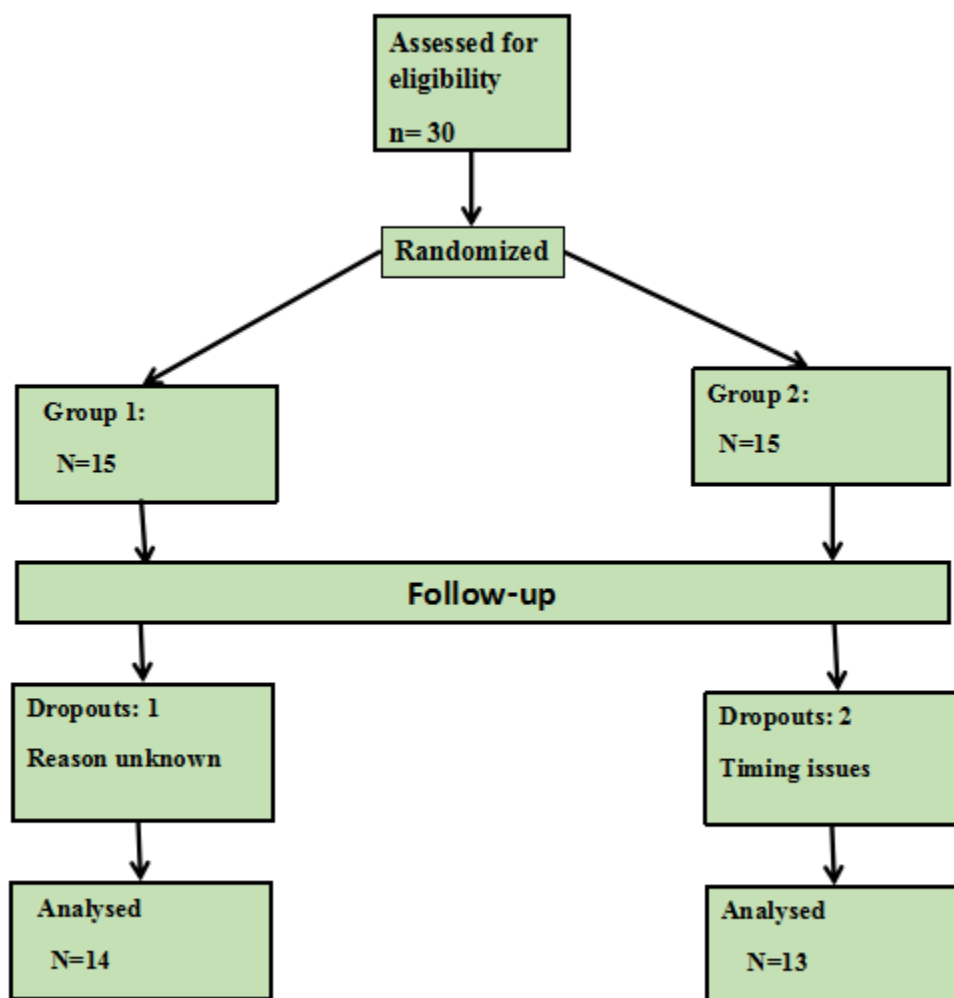 Assessed for
eligibility
n= 30
Randomized
Group 1:
N=15
Group 2:
N=15
Follow-up
Dropouts: 1
Reason unknown
Dropouts: 2
Timing issues
Analysed
N=14
Analysed
N=13